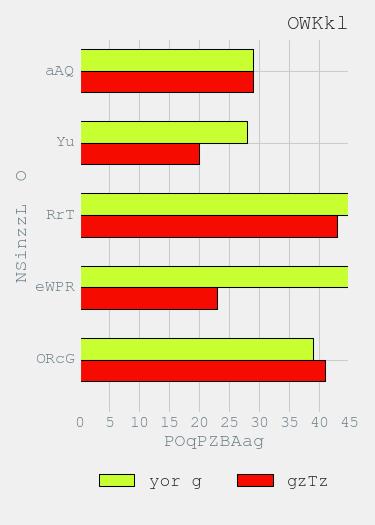 OWKkl
aAQ
Yu
RrT
eWPR
ORcG
NSinzzL O
0 5 10 15 20 25 30 35 40 45
POqPZBAag
yor g gzTz